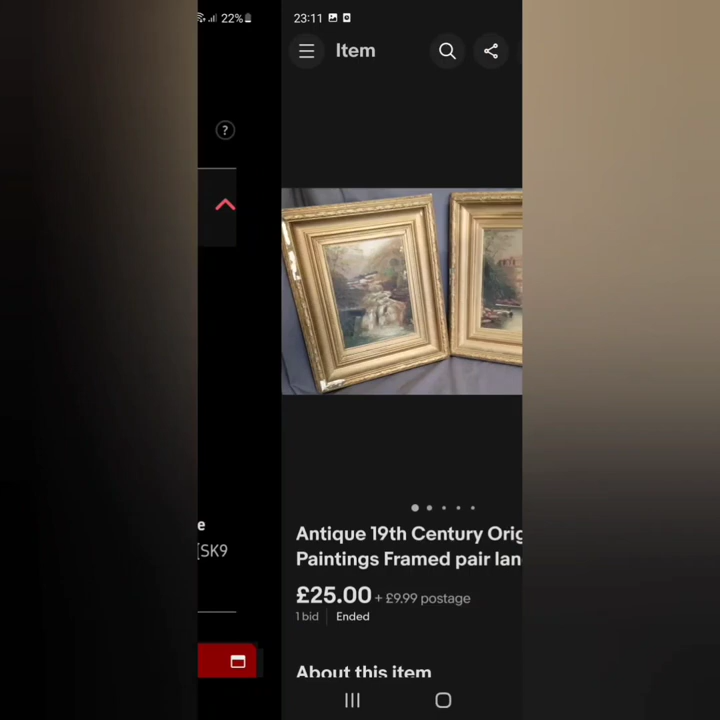 22%
?
e
[SK9
23:11
Item
Antique 19th Century Orig
Paintings Framed pair lan
£25.00 + £9.99 postage
1 bid | Ended
About this item